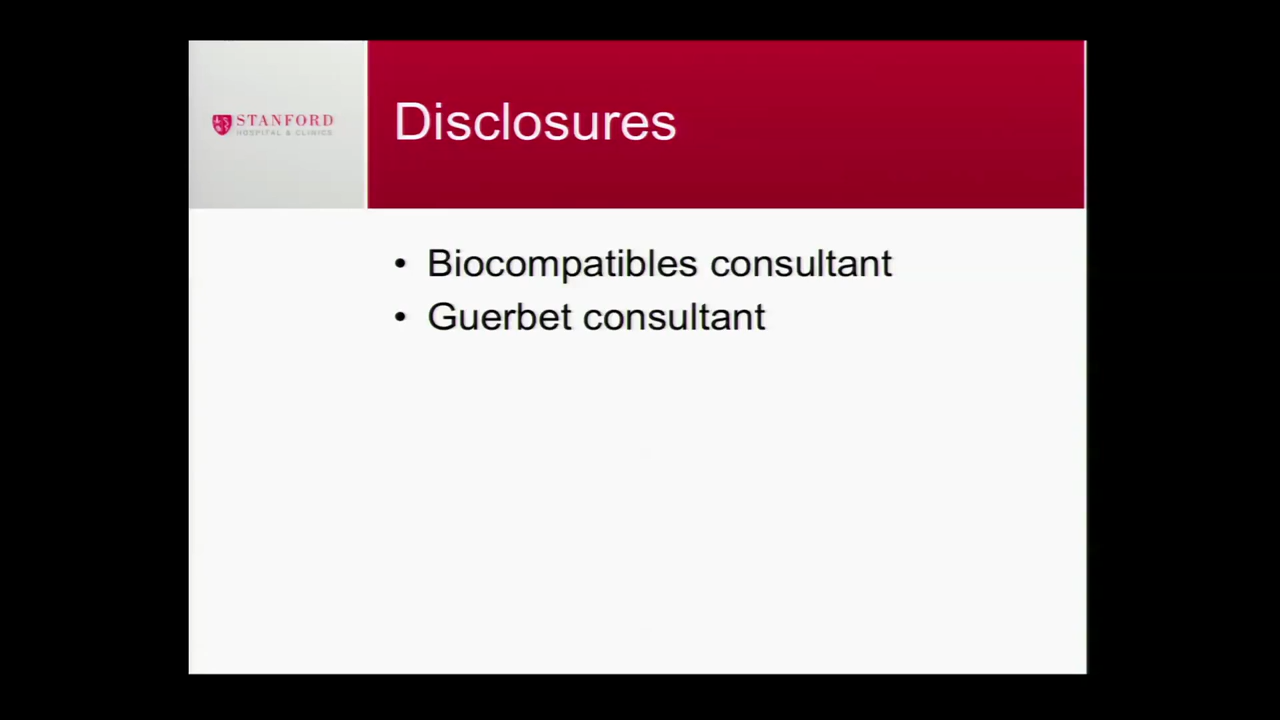 STANFORD
HOSPITAL & CLINICS
Disclosures
• Biocompatibles consultant
• Guerbet consultant